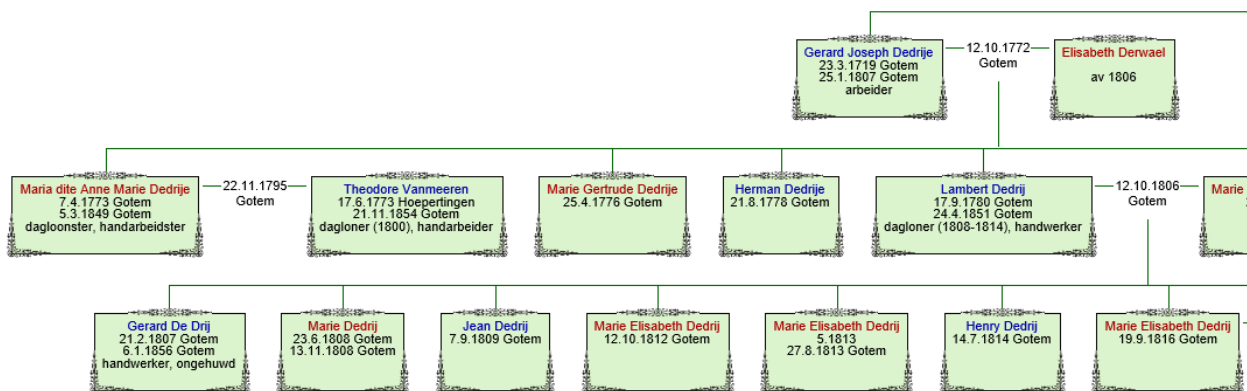 Gerard Joseph Dedrije
23.3.1719 Gotem
25.1.1807 Gotem
arbeider
12.10.1772
Gotem
Elisabeth Derwael
av 1806
Maria dite Anne Marie Dedrije
7.4.1773 Gotem
5.3.1849 Gotem
dagloonster, handarbeidster
22.11.1795
Gotem
Theodore Vanmeeren
17.6.1773 Hoepertingen
21.11.1854 Gotem
dagloner (1800), handarbeider
Marie Gertrude Dedrije
25.4.1776 Gotem
Herman Dedrije
21.8.1778 Gotem
Lambert Dedrij
17.9.1780 Gotem
24.4.1851 Gotem
dagloner (1808-1814), handwerker
12.10.1806
Gotem
Marie
Gerard De Drij
21.2.1807 Gotem
6.1.1856 Gotem
handwerker, ongehuwd
Marie Dedrij
23.6.1808 Gotem
13.11.1808 Gotem
Jean Dedrij
7.9.1809 Gotem
Marie Elisabeth Dedrij
12.10.1812 Gotem
Marie Elisabeth Dedrij
5.1813
27.8.1813 Gotem
Henry Dedrij
14.7.1814 Gotem
Marie Elisabeth Dedrij
19.9.1816 Gotem